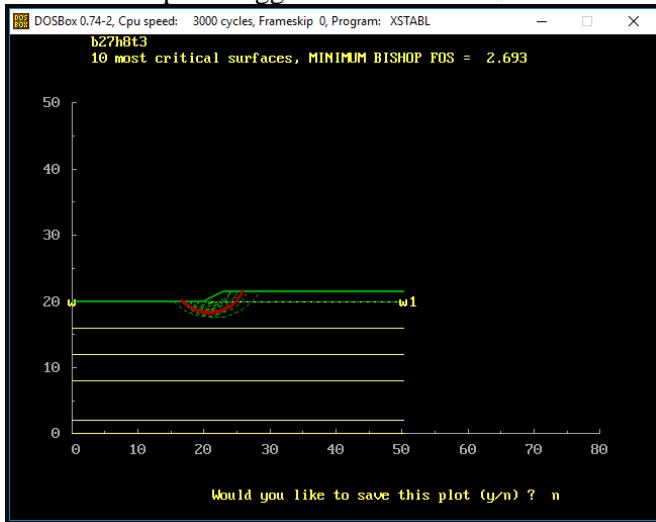 DOSBox 0.74-2, Cpu speed: 3000 cycles, Frameskip 0, Program: XSTABL
b27h8t3
10 most critical surfaces, MINIMUM BISHOP FOS = 2.693
50
40
30
20
w
w1
10
0
0 10 20 30 40 50 60 70 80
Would you like to save this plot (y/n) ? n